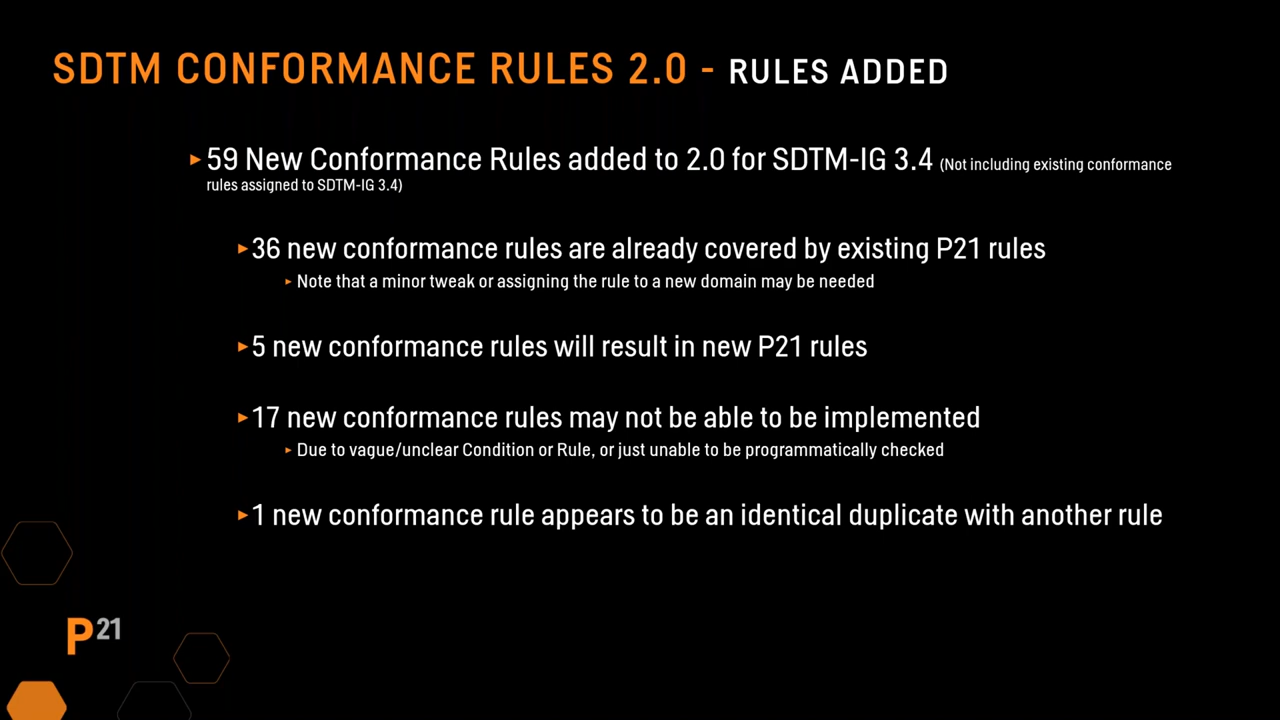 SDTM CONFORMANCE RULES 2.0 - RULES ADDED
59 New Conformance Rules added to 2.0 for SDTM-IG 3.4 (Not including existing conformance
rules assigned to SDTM-IG 3.4)
36 new conformance rules are already covered by existing P21 rules
Note that a minor tweak or assigning the rule to a new domain may be needed
5 new conformance rules will result in new P21 rules
17 new conformance rules may not be able to be implemented
Due to vague/unclear Condition or Rule, or just unable to be programmatically checked
1 new conformance rule appears to be an identical duplicate with another rule
P21